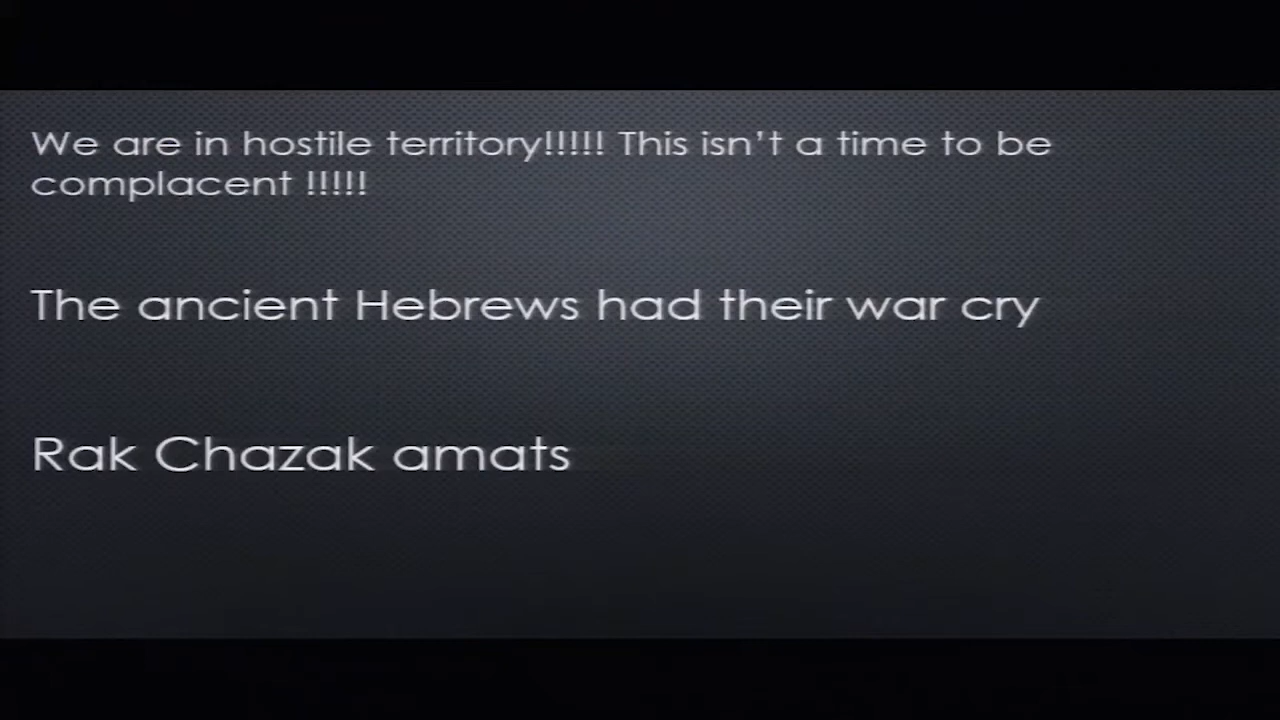 We are in hostile territory!!!!! This isn't a time to be
complacent !!!!!
The ancient Hebrews had their war cry
Rak Chazak amats